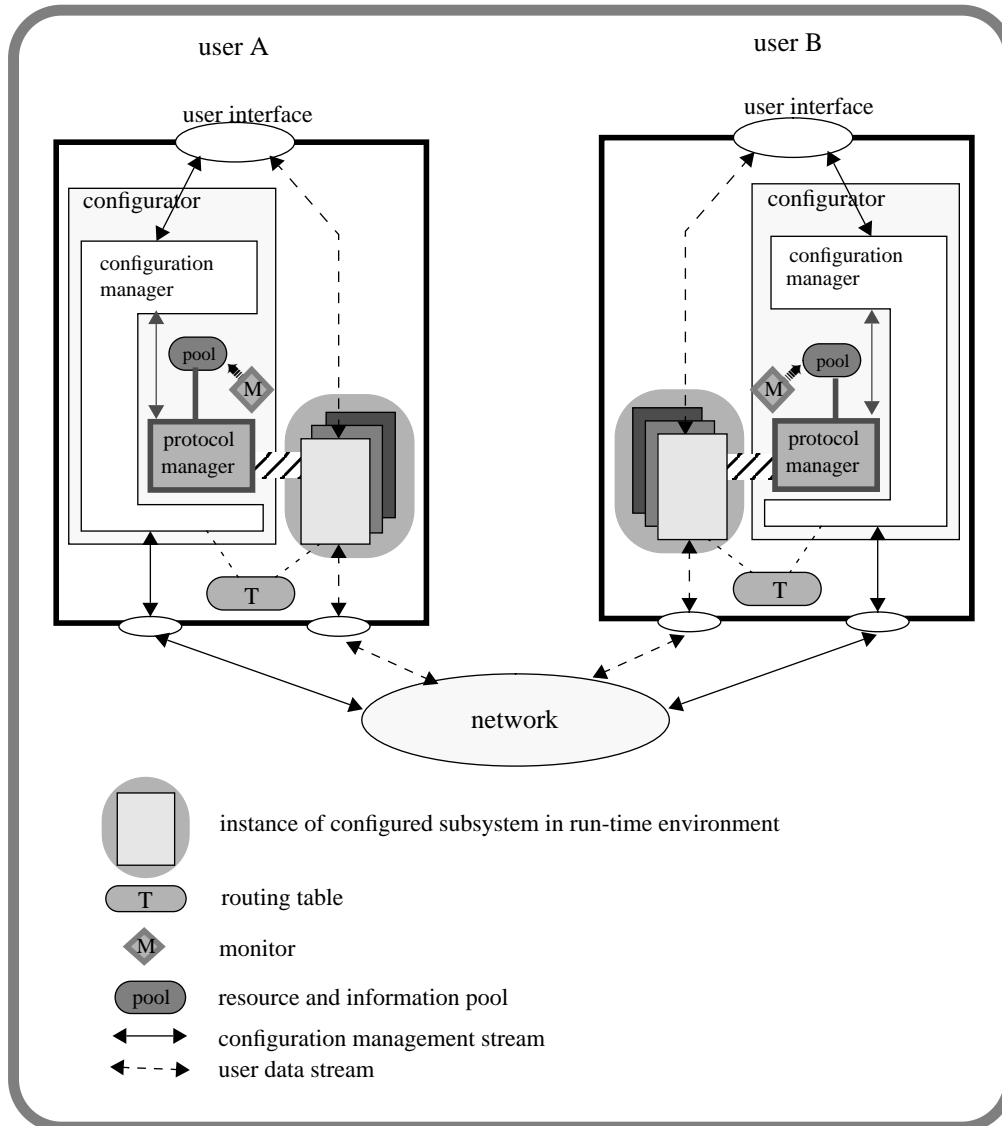 user A
user B
user interface
user interface
configurator
configuration
manager
pool
M
protocol
manager
T
configurator
configuration
manager
pool
M
protocol
manager
T
network
instance of configured subsystem in run-time environment
T
routing table
M
monitor
pool
resource and information pool
configuration management stream
user data stream